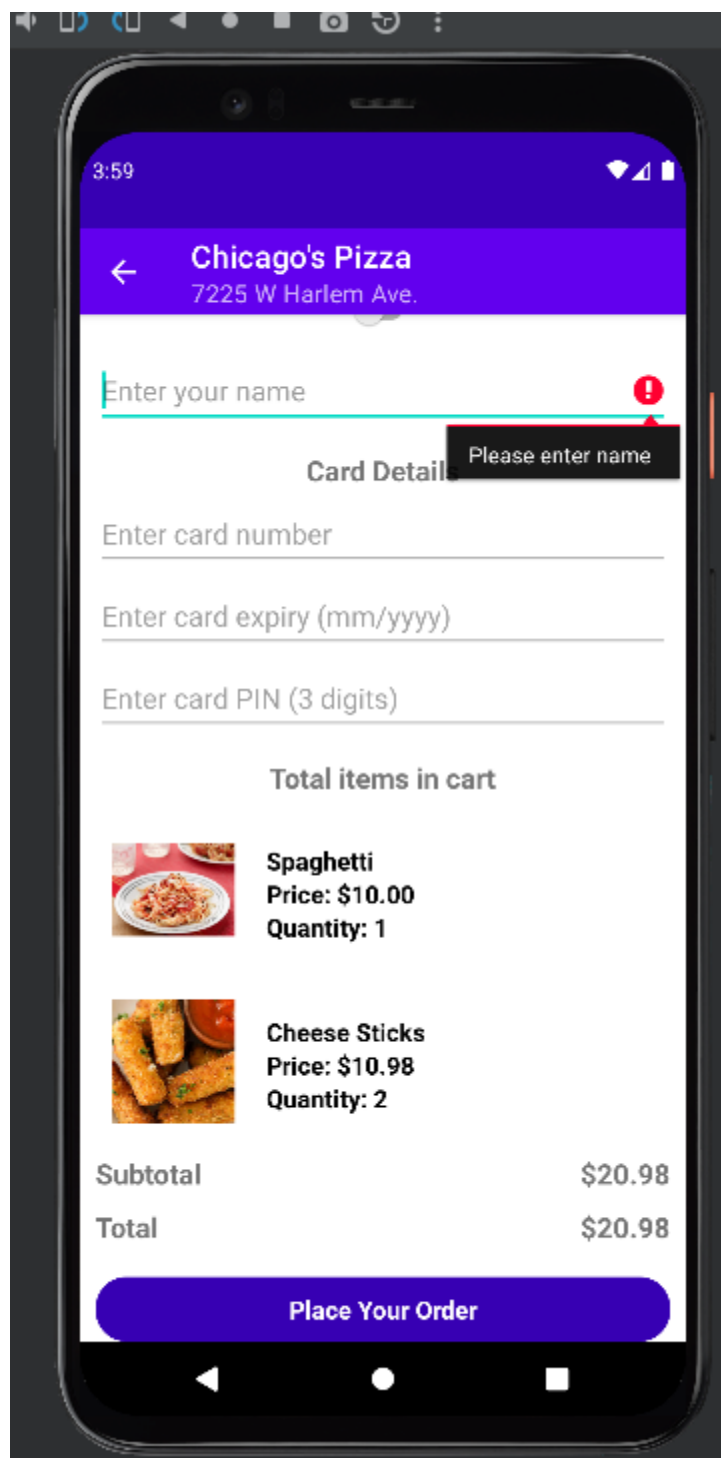 3:59
Chicago's Pizza
7225 W Harlem Ave.
Enter your name
Please enter name
Card Details
Enter card number
Enter card expiry (mm/yyyy)
Enter card PIN (3 digits)
Total items in cart
Spaghetti
Price: $10.00
Quantity: 1
Cheese Sticks
Price: $10.98
Quantity: 2
Subtotal $20.98
Total $20.98
Place Your Order